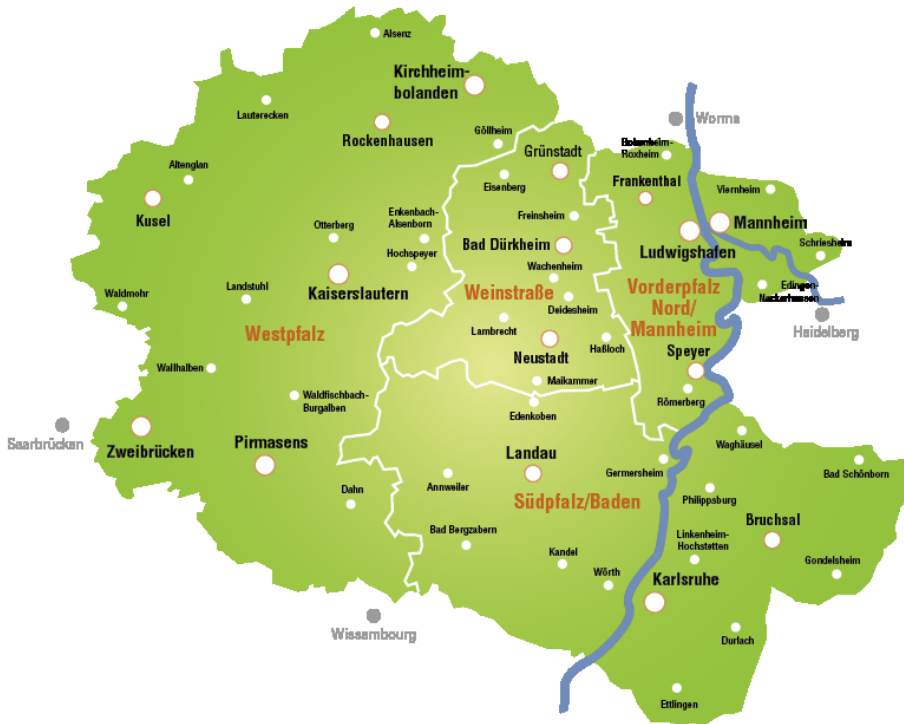 Alsenz
Kirchheim-
bolanden
Lauterecken
Rockenhausen
Göllheim
Worms
Grünstadt
Roxheim
Altenglan
Eisenberg
Frankenthal
Viernheim
Kusel
Freinsheim
Mannheim
Otterberg
Enkenbach-
Alsenborn
Ludwigshafen
Schriesheim
Bad Dürkheim
Hochspeyer
Wachenheim
Kaiserslautern
Weinstraße
Vorderpfalz
Nord/
Mannheim
Edingen-
Neckarhausen
Waldmohr
Landstuhl
Deidesheim
Heidelberg
Westpfalz
Lambrecht
Neustadt
Haßloch
Speyer
Wallhalben
Maikammer
Waldfischbach-
Burgalben
Römerberg
Edenkoben
Saarbrücken
Zweibrücken
Pirmasens
Waghäusel
Landau
Germersheim
Bad Schönborn
Annweiler
Dahn
Südpfalz/Baden
Philippsburg
Bruchsal
Bad Bergzabern
Linkenheim-
Hochstetten
Kandel
Gondelsheim
Wörth
Karlsruhe
Wissambourg
Durlach
Ettlingen